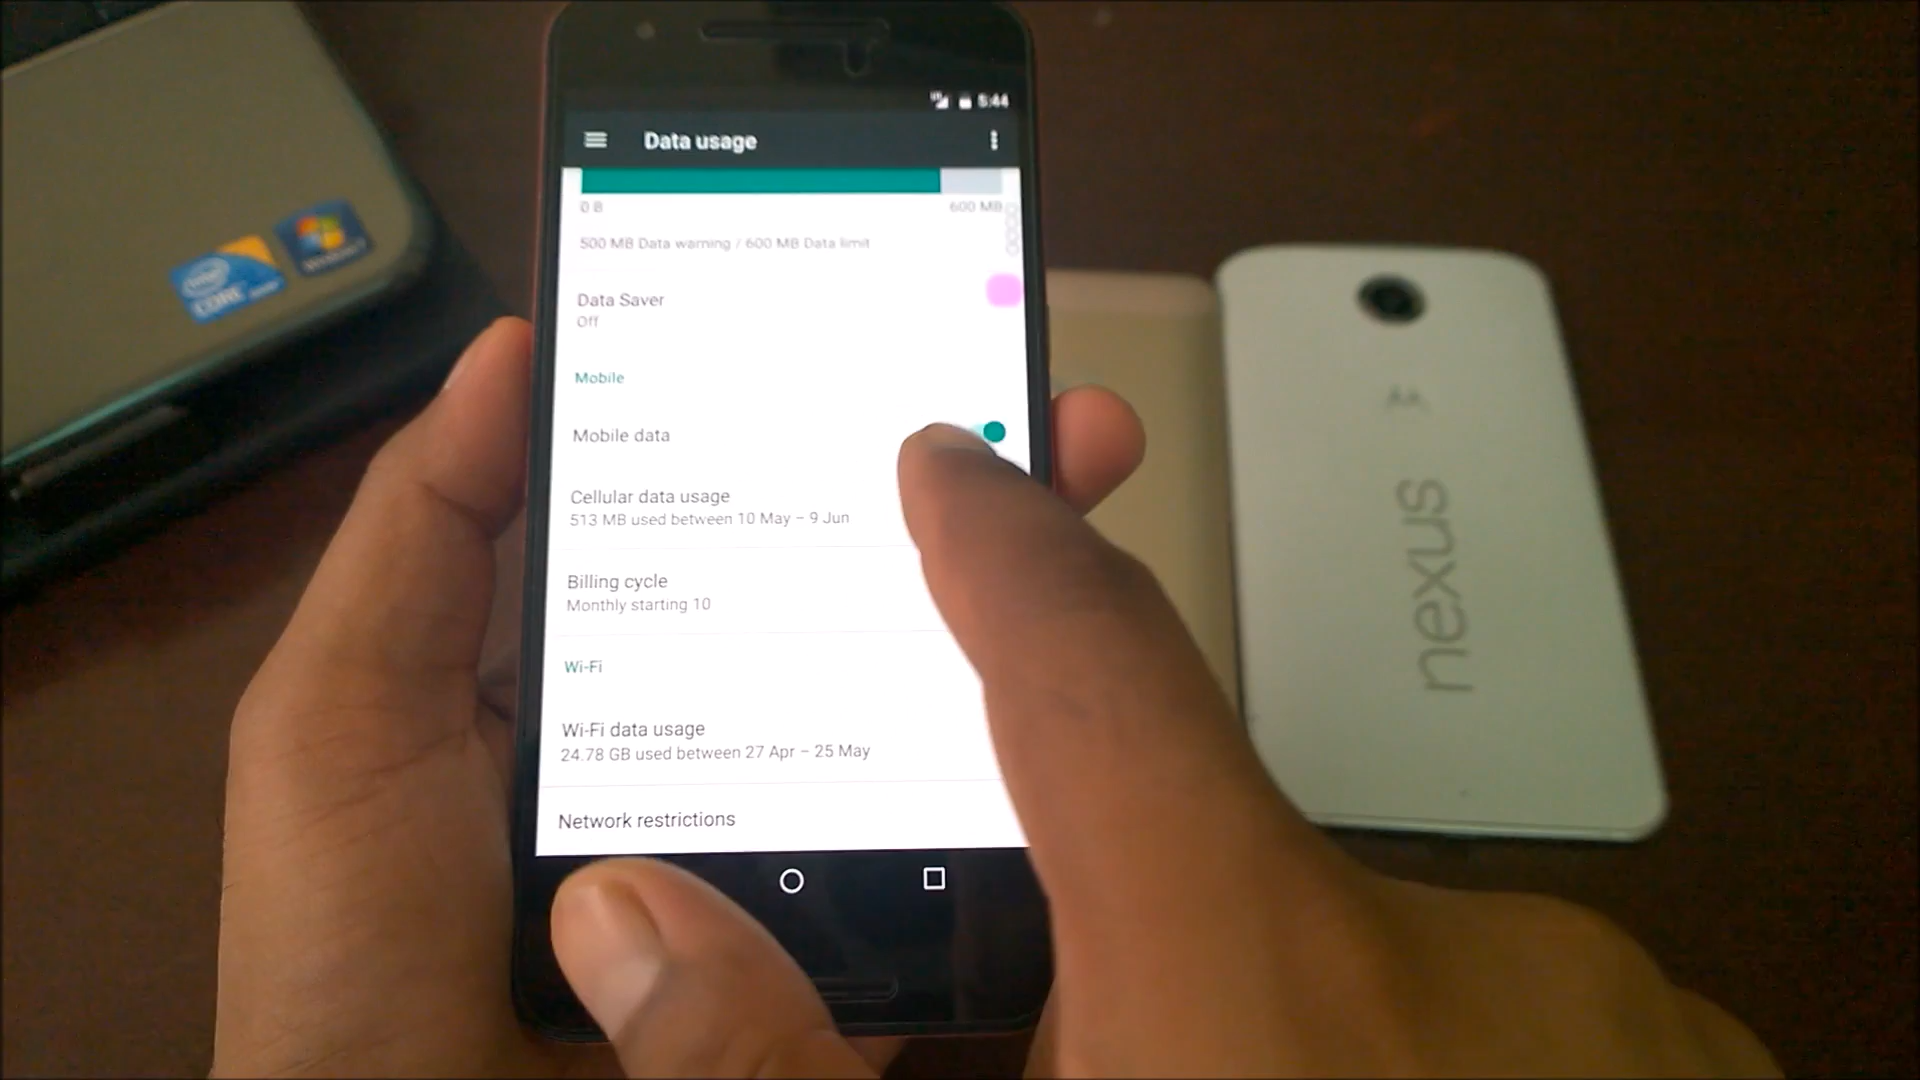 5:44
Data usage
0 B
600 MB
500 MB Data warning / 600 MB Data limit
Data Saver
Off
Mobile
Mobile data
Cellular data usage
513 MB used between 10 May – 9 Jun
Billing cycle
Monthly starting 10
Wi-Fi
Wi-Fi data usage
24.78 GB used between 27 Apr – 25 May
Network restrictions
intel
CORE
nexus